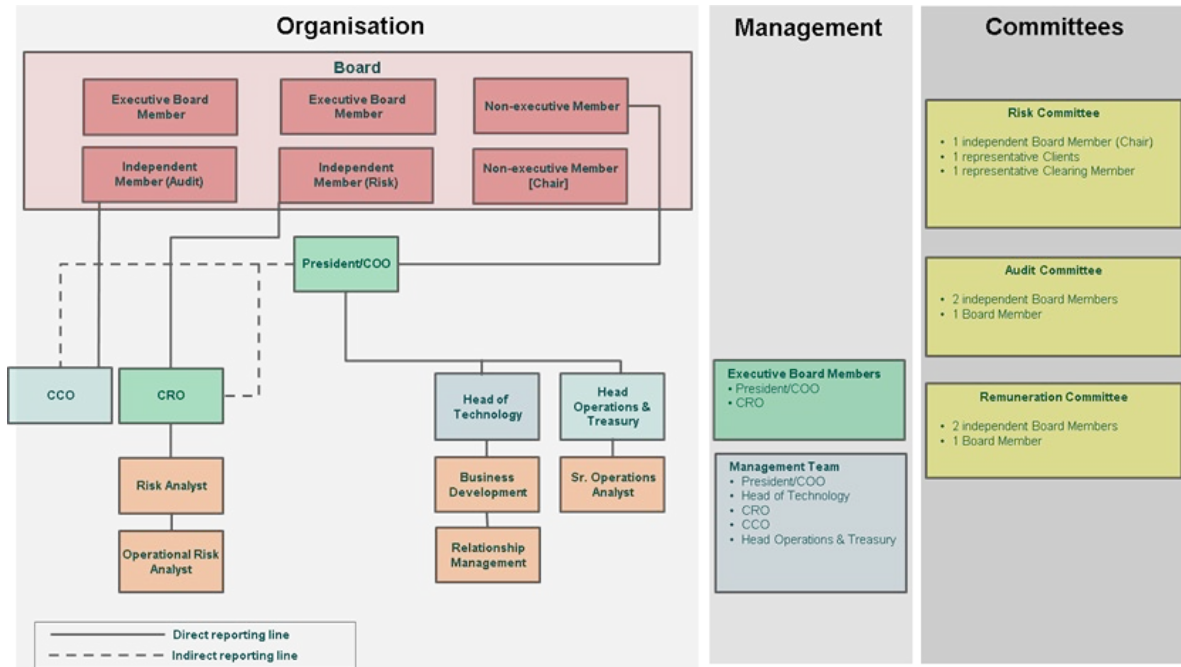 Organisation
Board
Executive Board
Member
Executive Board
Member
Non-executive Member
Independent
Member (Audit)
Independent
Member (Risk)
Non-executive Member
[Chair]
President/COO
CCO
CRO
Head of
Technology
Head
Operations &
Treasury
Risk Analyst
Business
Development
Sr. Operations
Analyst
Operational Risk
Analyst
Relationship
Management
Direct reporting line
Indirect reporting line
Management
Executive Board Members
• President/COO
• CRO
Management Team
• President/COO
• Head of Technology
• CRO
• CCO
• Head Operations & Treasury
Committees
Risk Committee
• 1 independent Board Member (Chair)
• 1 representative Clients
• 1 representative Clearing Member
Audit Committee
• 2 independent Board Members
• 1 Board Member
Remuneration Committee
• 2 independent Board Members
• 1 Board Member